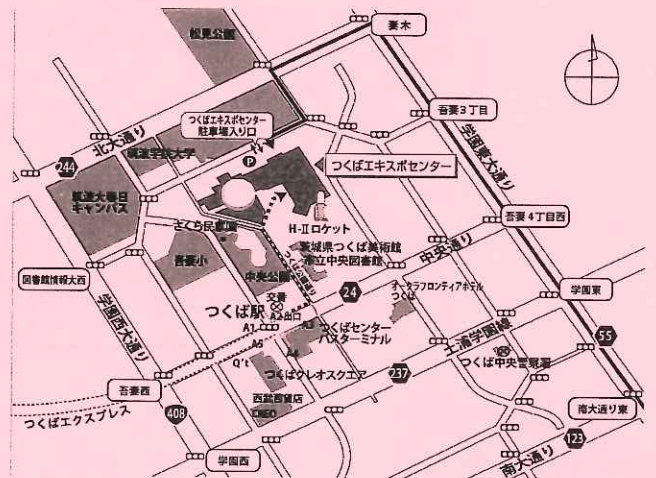 松見公園
妻木
つくばエキスポセンター
駐車場入り口
吾妻3丁目
北大通り
筑波学院大学
学園東大通り
244
P
つくばエキスポセンター
筑波大春日
キャンパス
吾妻4丁目西
さくら民家園
H-Ⅱロケット
茨城県つくば美術館
市立中央図書館
中央通り
吾妻小
つくば公園通り
図書館情報大西
中央公園
24
オークラフロンティアホテル
つくば
学園東
交番
つくば駅
A2出口
学園西大通り
A1
A3
つくばセンター
バスターミナル
土浦学園線
55
A5
A4
つくば中央警察署
Q't
つくばクレオスクエア
237
吾妻西
つくばエクスプレス
408
西武百貨店
CREO
南大通り東
123
学園西
南大通り